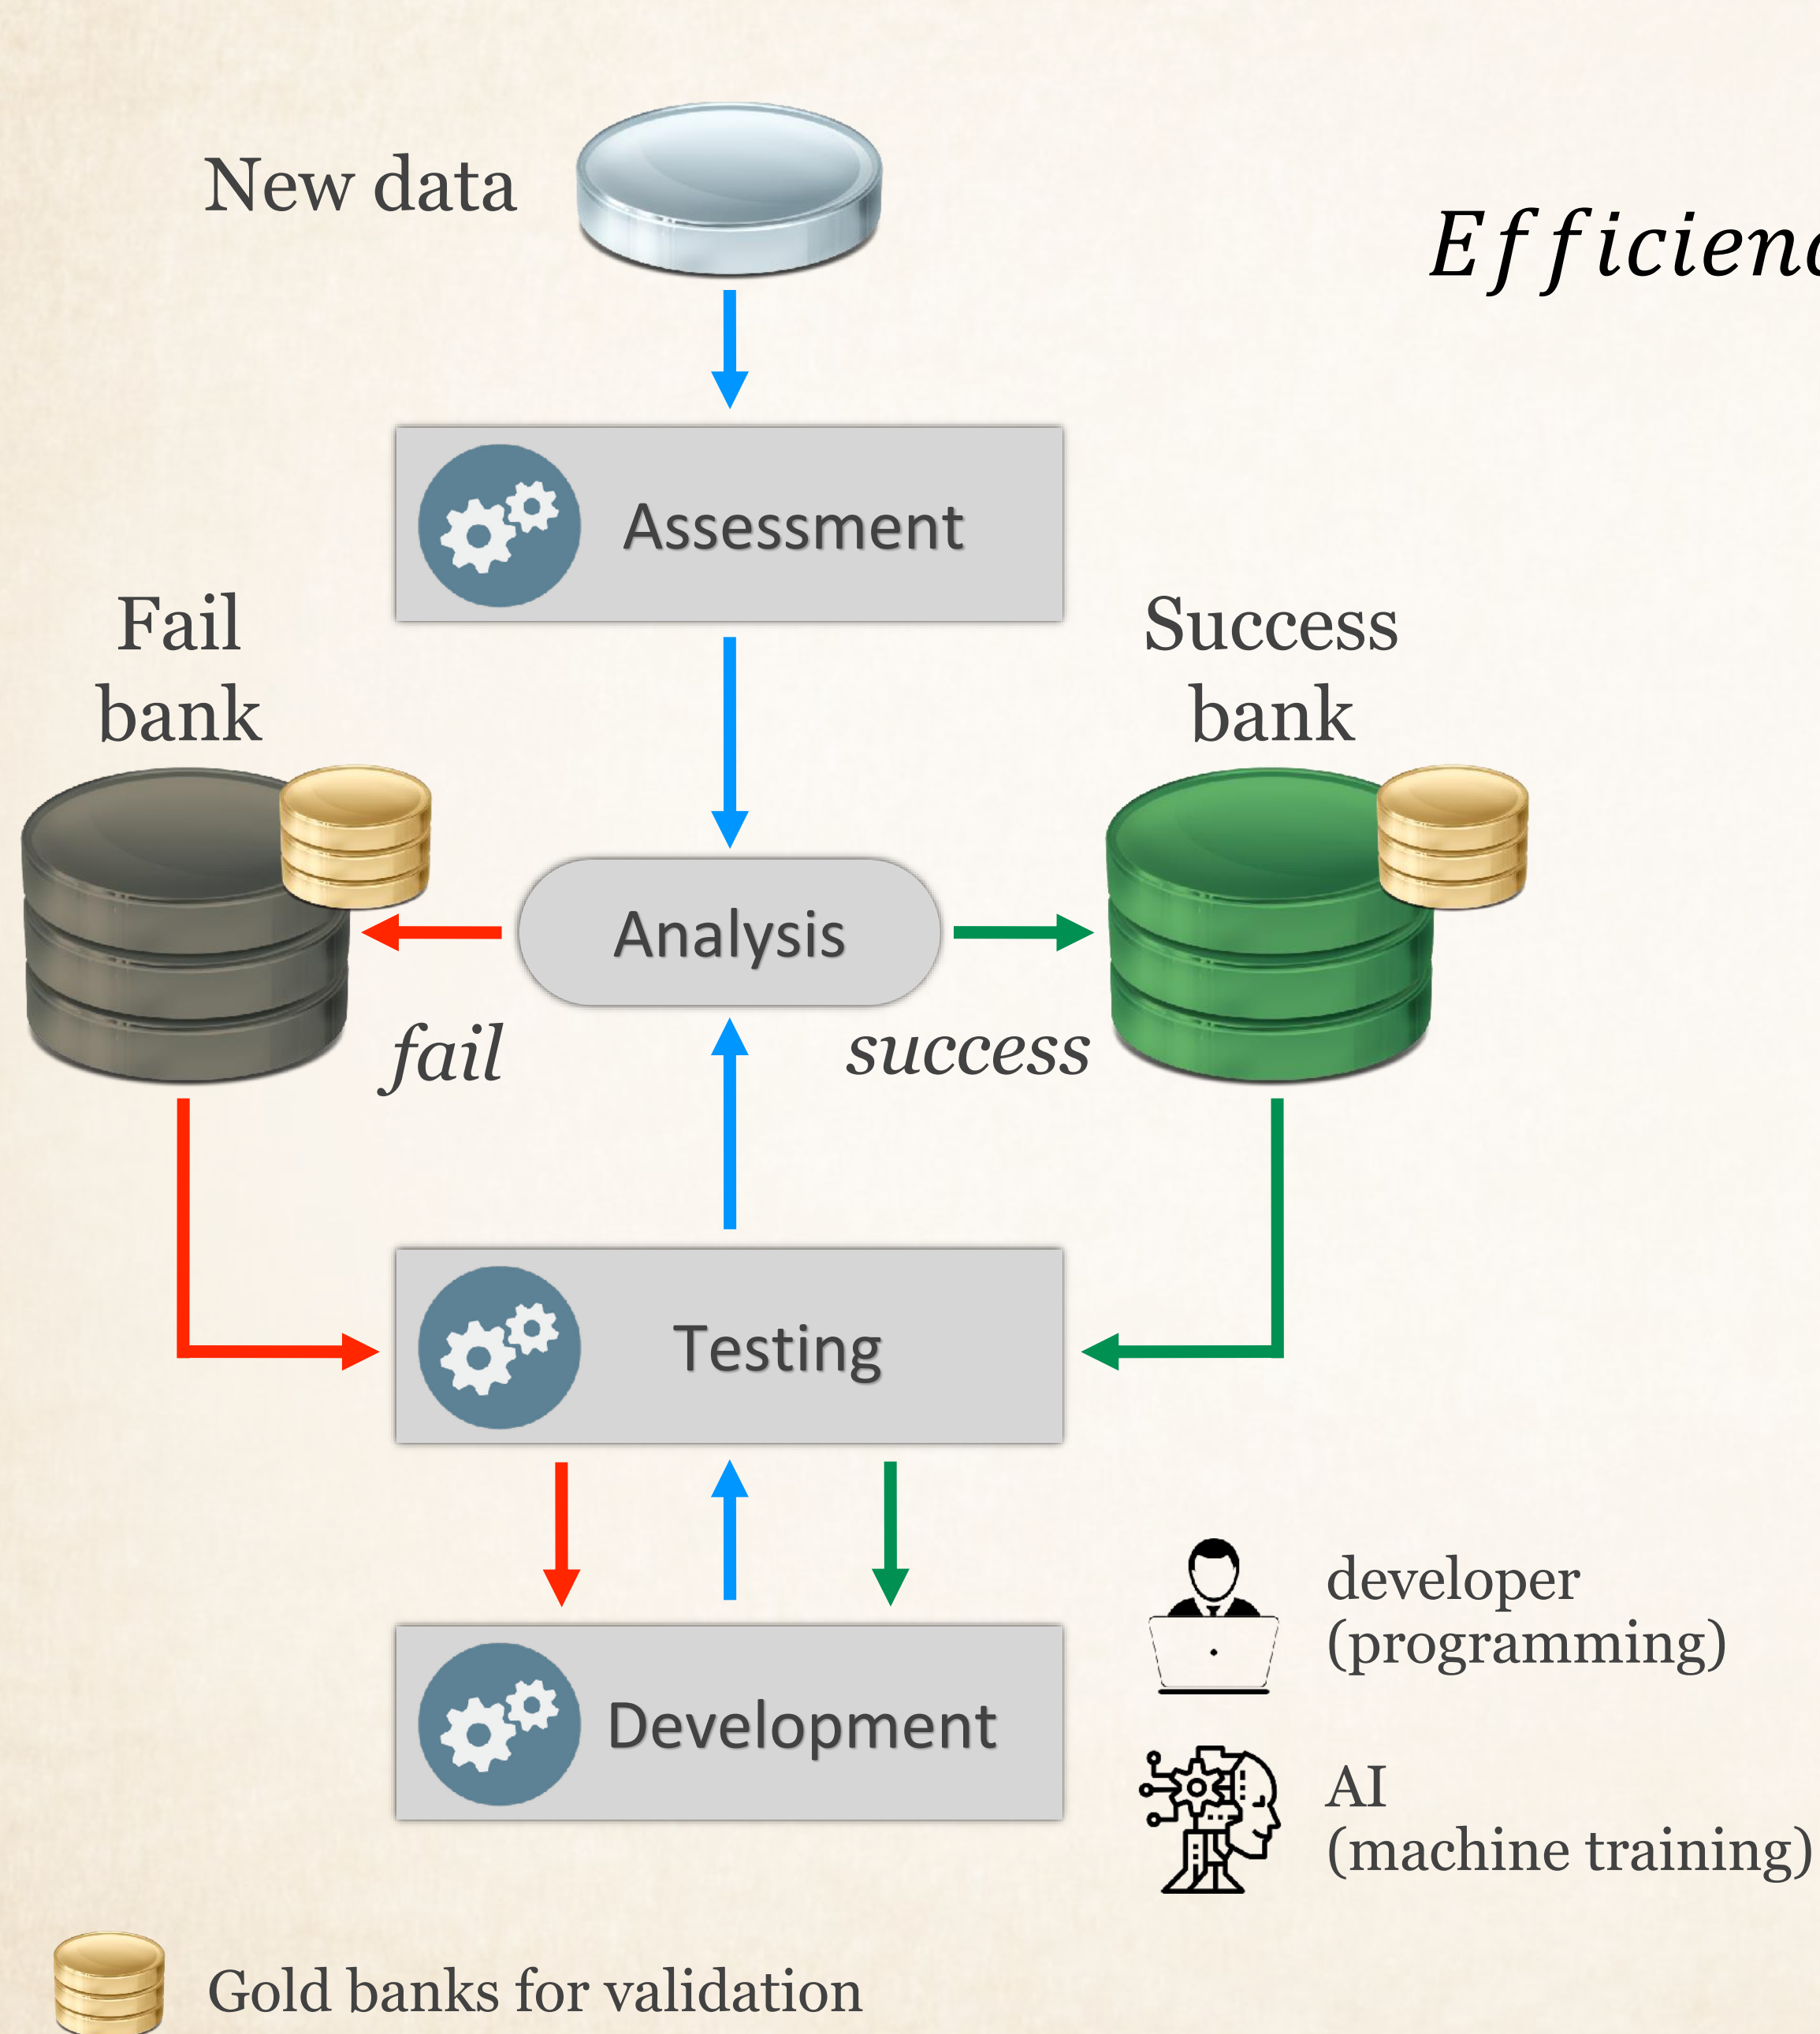 New data
Efficienc
Assessment
Fail
bank
Success
bank
Analysis
fail
success
Testing
Development
developer
(programming)
AI
(machine training)
Gold banks for validation